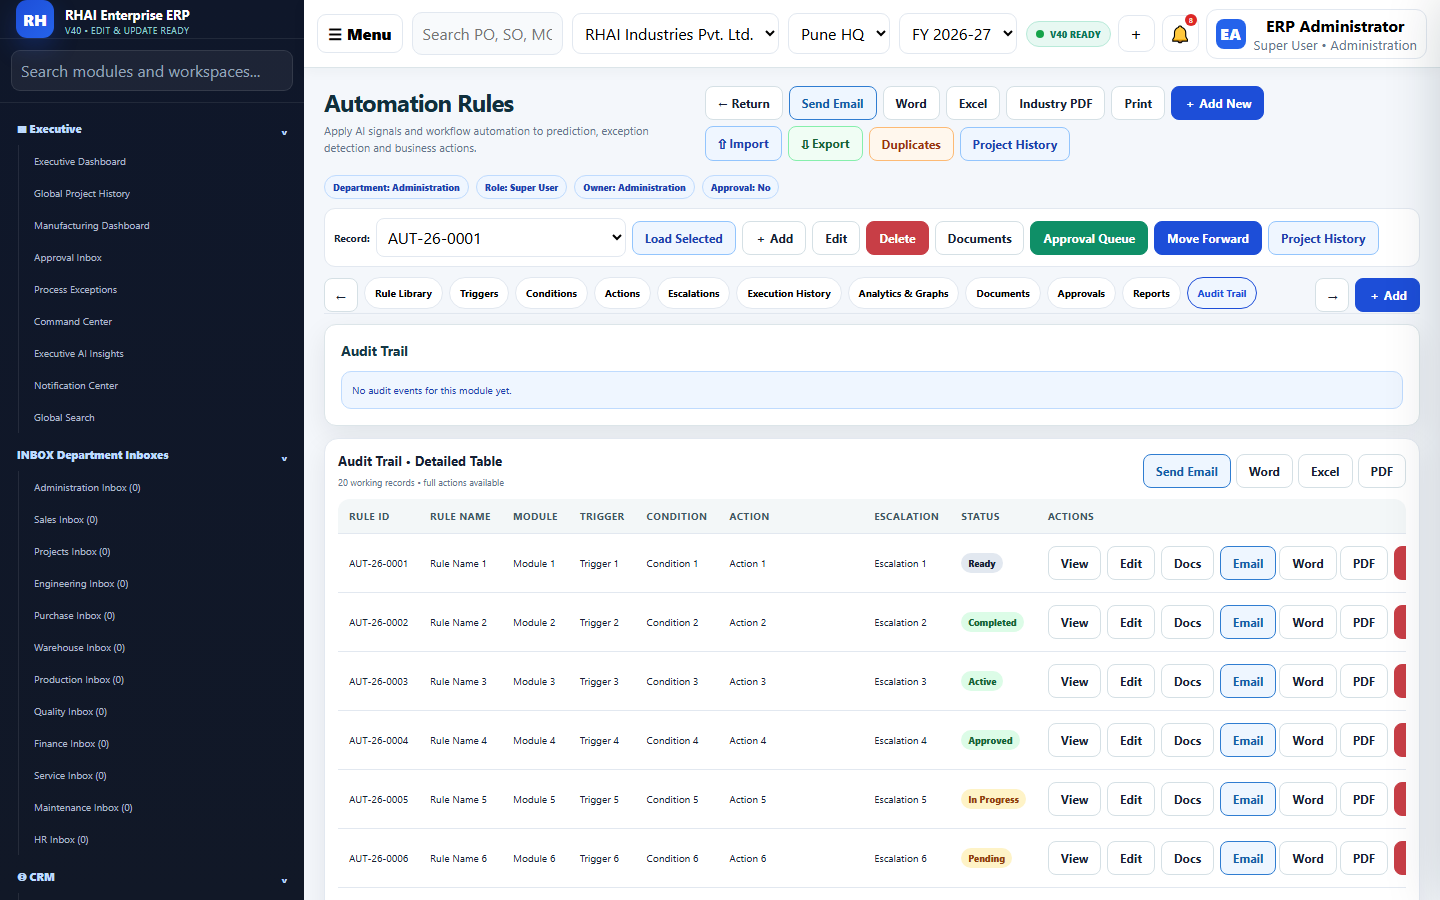 RH
RHAI Enterprise ERP
V40 • EDIT & UPDATE READY
Search modules and workspaces...
Executive
Executive Dashboard
Global Project History
Manufacturing Dashboard
Approval Inbox
Process Exceptions
Command Center
Executive AI Insights
Notification Center
Global Search
INBOX Department Inboxes
Administration Inbox (0)
Sales Inbox (0)
Projects Inbox (0)
Engineering Inbox (0)
Purchase Inbox (0)
Warehouse Inbox (0)
Production Inbox (0)
Quality Inbox (0)
Finance Inbox (0)
Service Inbox (0)
Maintenance Inbox (0)
HR Inbox (0)
CRM
☰ Menu
Search PO, SO, MC
RHAI Industries Pvt. Ltd.
Pune HQ
FY 2026-27
V40 READY
+
8
EA
ERP Administrator
Super User • Administration
Automation Rules
Apply AI signals and workflow automation to prediction, exception
detection and business actions.
← Return
Send Email
Word
Excel
Industry PDF
Print
+ Add New
⇧ Import
⇩ Export
Duplicates
Project History
Department: Administration
Role: Super User
Owner: Administration
Approval: No
Record:
AUT-26-0001
Load Selected
+ Add
Edit
Delete
Documents
Approval Queue
Move Forward
Project History
←
Rule Library
Triggers
Conditions
Actions
Escalations
Execution History
Analytics & Graphs
Documents
Approvals
Reports
Audit Trail
→
+ Add
Audit Trail
No audit events for this module yet.
Audit Trail • Detailed Table
20 working records • full actions available
Send Email
Word
Excel
PDF
RULE ID RULE NAME MODULE TRIGGER CONDITION ACTION ESCALATION STATUS ACTIONS
AUT-26-0001 Rule Name 1 Module 1 Trigger 1 Condition 1 Action 1 Escalation 1 Ready View Edit Docs Email Word PDF
AUT-26-0002 Rule Name 2 Module 2 Trigger 2 Condition 2 Action 2 Escalation 2 Completed View Edit Docs Email Word PDF
AUT-26-0003 Rule Name 3 Module 3 Trigger 3 Condition 3 Action 3 Escalation 3 Active View Edit Docs Email Word PDF
AUT-26-0004 Rule Name 4 Module 4 Trigger 4 Condition 4 Action 4 Escalation 4 Approved View Edit Docs Email Word PDF
AUT-26-0005 Rule Name 5 Module 5 Trigger 5 Condition 5 Action 5 Escalation 5 In Progress View Edit Docs Email Word PDF
AUT-26-0006 Rule Name 6 Module 6 Trigger 6 Condition 6 Action 6 Escalation 6 Pending View Edit Docs Email Word PDF